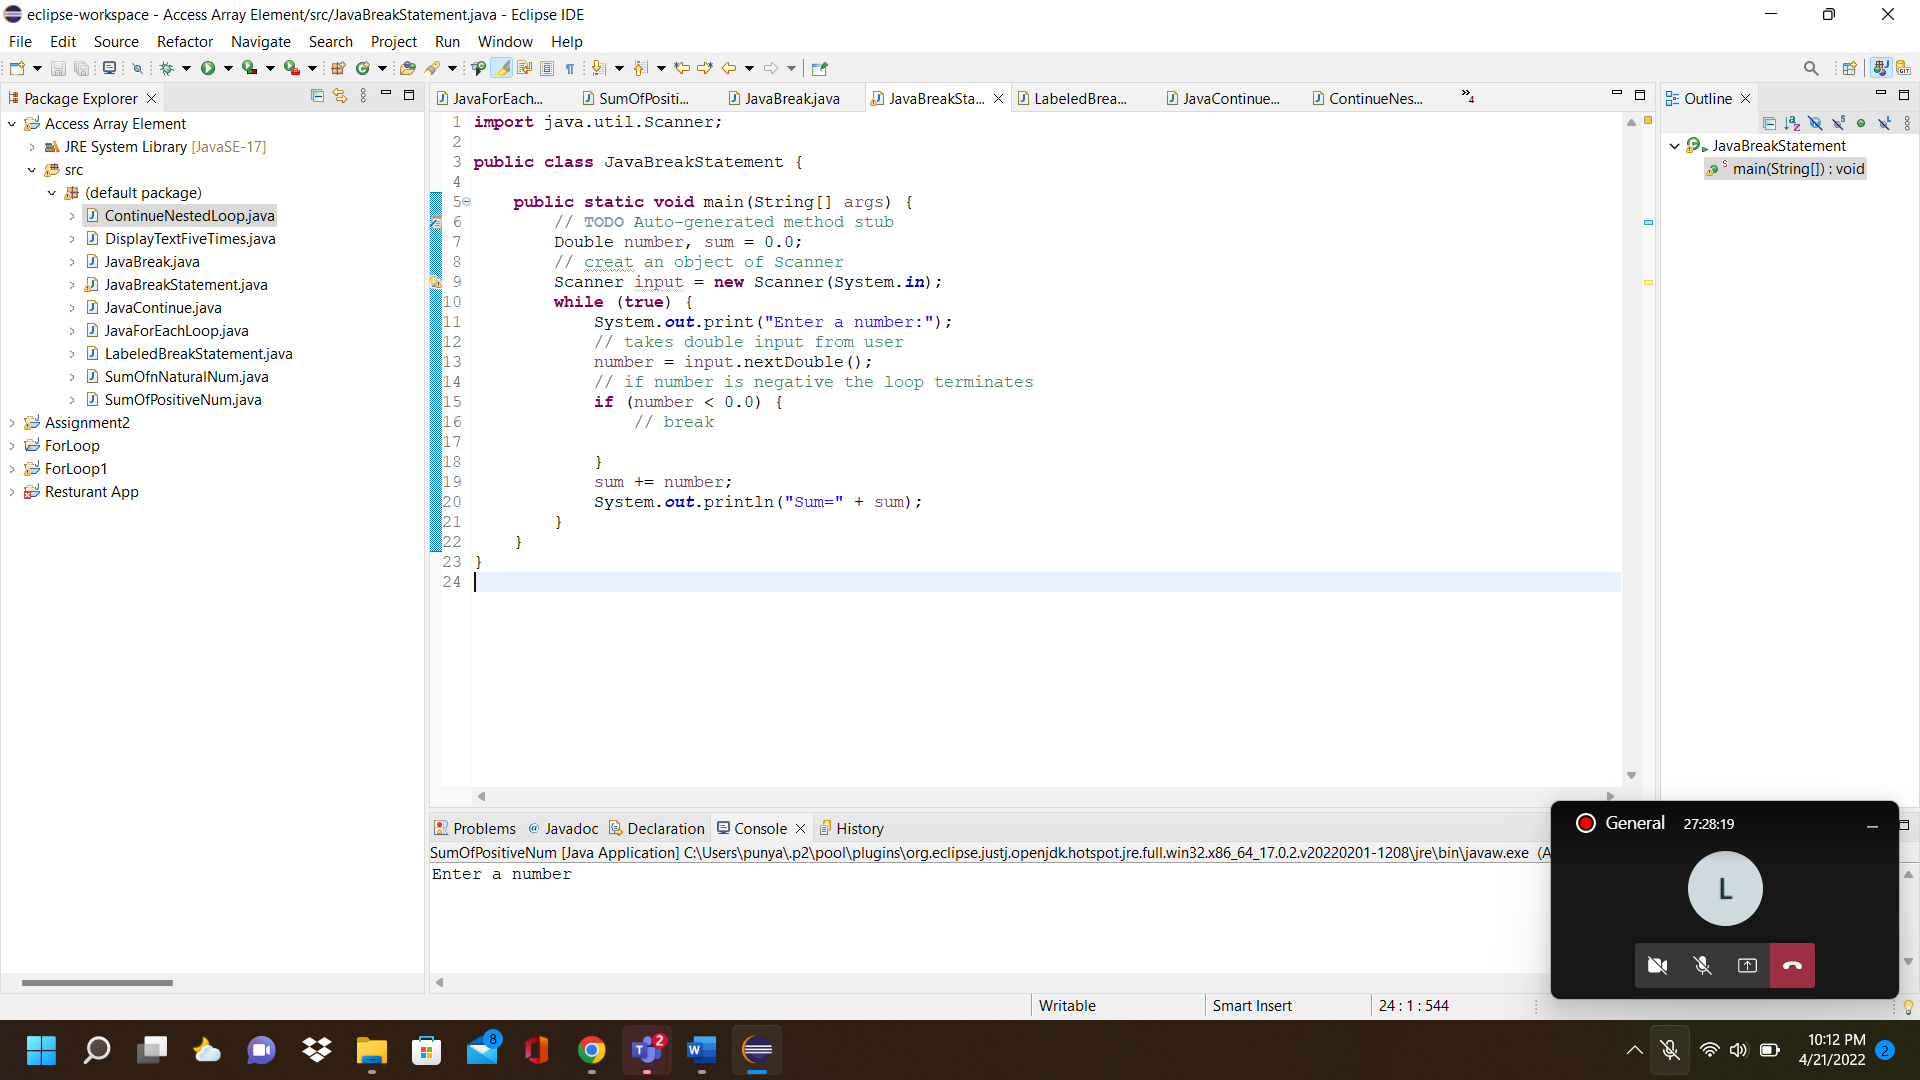 eclipse-workspace - Access Array Element/src/JavaBreakStatement.java - Eclipse IDE
File Edit Source Refactor Navigate Search Project Run Window Help
Package Explorer
Access Array Element
JRE System Library [JavaSE-17]
src
(default package)
ContinueNestedLoop.java
DisplayTextFiveTimes.java
JavaBreak.java
JavaBreakStatement.java
JavaContinue.java
JavaForEachLoop.java
LabeledBreakStatement.java
SumOfnNaturalNum.java
SumOfPositiveNum.java
Assignment2
ForLoop
ForLoop1
Resturant App
JavaForEach... SumOfPositi... JavaBreak.java JavaBreakSta... LabeledBrea... JavaContinue... ContinueNes... »4
1 import java.util.Scanner;
2
3 public class JavaBreakStatement {
4
5 public static void main(String[] args) {
6 // TODO Auto-generated method stub
7 Double number, sum = 0.0;
8 // creat an object of Scanner
9 Scanner input = new Scanner(System.in);
10 while (true) {
11 System.out.print("Enter a number:");
12 // takes double input from user
13 number = input.nextDouble();
14 // if number is negative the loop terminates
15 if (number < 0.0) {
16 // break
17
18 }
19 sum += number;
20 System.out.println("Sum=" + sum);
21 }
22 }
23 }
24
Outline
JavaBreakStatement
main(String[]) : void
Problems Javadoc Declaration Console History
SumOfPositiveNum [Java Application] C:\Users\punya\.p2\pool\plugins\org.eclipse.justj.openjdk.hotspot.jre.full.win32.x86_64_17.0.2.v20220201-1208\jre\bin\javaw.exe (A
Enter a number
General 27:28:19
L
Writable Smart Insert 24 : 1 : 544
8
2
10:12 PM
4/21/2022
2